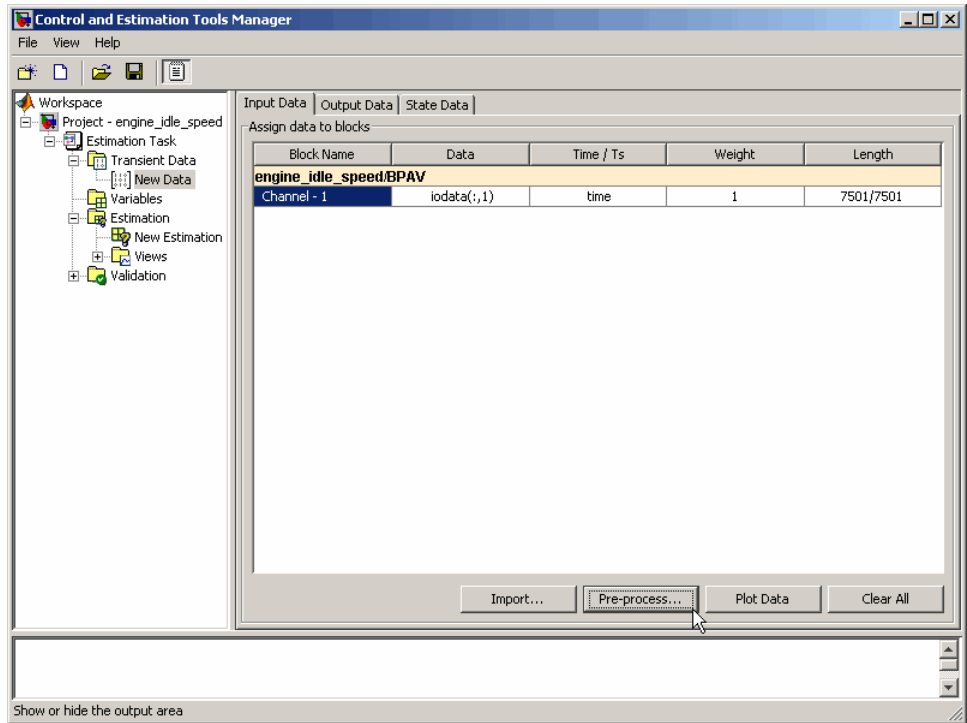 Control and Estimation Tools Manager
File View Help
Workspace
Project - engine_idle_speed
Estimation Task
Transient Data
New Data
Variables
Estimation
New Estimation
Views
Validation
Input Data Output Data State Data
Assign data to blocks
Block Name Data Time / Ts Weight Length
engine_idle_speed/BPAV
Channel - 1 iodata(:,1) time 1 7501/7501
Import... Pre-process... Plot Data Clear All
Show or hide the output area